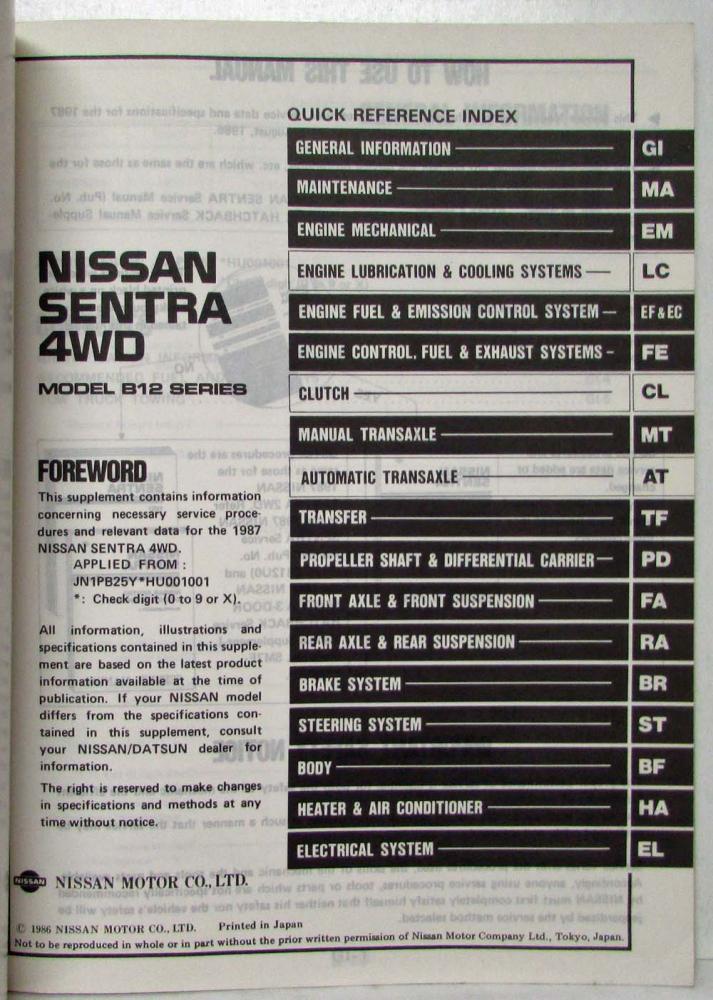 QUICK REFERENCE INDEX
GENERAL INFORMATION GI
MAINTENANCE MA
ENGINE MECHANICAL EM
ENGINE LUBRICATION & COOLING SYSTEMS LC
ENGINE FUEL & EMISSION CONTROL SYSTEM EF & EC
ENGINE CONTROL, FUEL & EXHAUST SYSTEMS FE
CLUTCH CL
MANUAL TRANSAXLE MT
AUTOMATIC TRANSAXLE AT
TRANSFER TF
PROPELLER SHAFT & DIFFERENTIAL CARRIER PD
FRONT AXLE & FRONT SUSPENSION FA
REAR AXLE & REAR SUSPENSION RA
BRAKE SYSTEM BR
STEERING SYSTEM ST
BODY BF
HEATER & AIR CONDITIONER HA
ELECTRICAL SYSTEM EL
NISSAN
SENTRA
4WD
MODEL B12 SERIES
FOREWORD
This supplement contains information
concerning necessary service proce-
dures and relevant data for the 1987
NISSAN SENTRA 4WD.
APPLIED FROM :
JN1PB25Y*HU001001
*: Check digit (0 to 9 or X).
All information, illustrations and
specifications contained in this supple-
ment are based on the latest product
information available at the time of
publication. If your NISSAN model
differs from the specifications con-
tained in this supplement, consult
your NISSAN/DATSUN dealer for
information.
The right is reserved to make changes
in specifications and methods at any
time without notice.
NISSAN NISSAN MOTOR CO., LTD.
© 1986 NISSAN MOTOR CO., LTD. Printed in Japan
Not to be reproduced in whole or in part without the prior written permission of Nissan Motor Company Ltd., Tokyo, Japan.